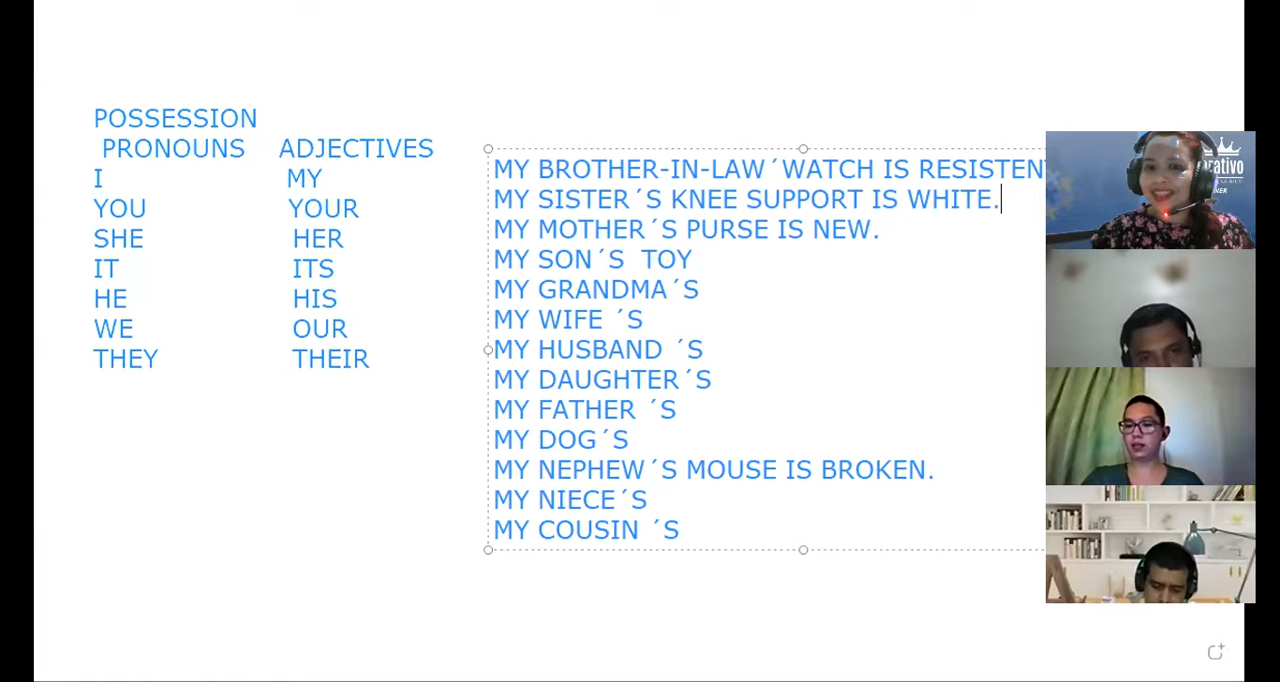 POSSESSION
PRONOUNS ADJECTIVES
I MY
YOU YOUR
SHE HER
IT ITS
HE HIS
WE OUR
THEY THEIR
MY BROTHER-IN-LAW´WATCH IS RESISTENT
MY SISTER´S KNEE SUPPORT IS WHITE.
MY MOTHER´S PURSE IS NEW.
MY SON´S TOY
MY GRANDMA´S
MY WIFE ´S
MY HUSBAND ´S
MY DAUGHTER´S
MY FATHER ´S
MY DOG´S
MY NEPHEW´S MOUSE IS BROKEN.
MY NIECE´S
MY COUSIN ´S